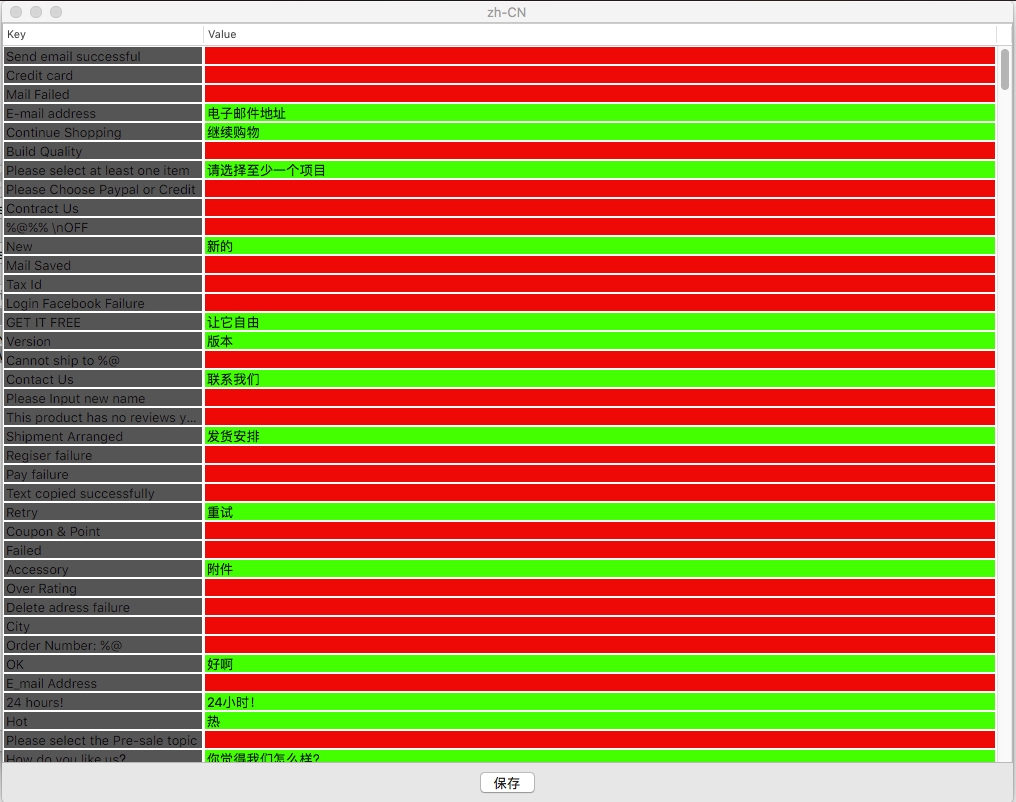 zh-CN
Key Value
Send email successful
Credit card
Mail Failed
E-mail address 电子邮件地址
Continue Shopping 继续购物
Build Quality
Please select at least one item 请选择至少一个项目
Please Choose Paypal or Credit
Contract Us
%@%% \nOFF
New 新的
Mail Saved
Tax Id
Login Facebook Failure
GET IT FREE 让它自由
Version 版本
Cannot ship to %@
Contact Us 联系我们
Please Input new name
This product has no reviews y...
Shipment Arranged 发货安排
Regiser failure
Pay failure
Text copied successfully
Retry 重试
Coupon & Point
Failed
Accessory 附件
Over Rating
Delete adress failure
City
Order Number: %@
OK 好啊
E_mail Address
24 hours! 24小时!
Hot 热
Please select the Pre-sale topic
How do you like us? 你觉得我们怎么样?
保存